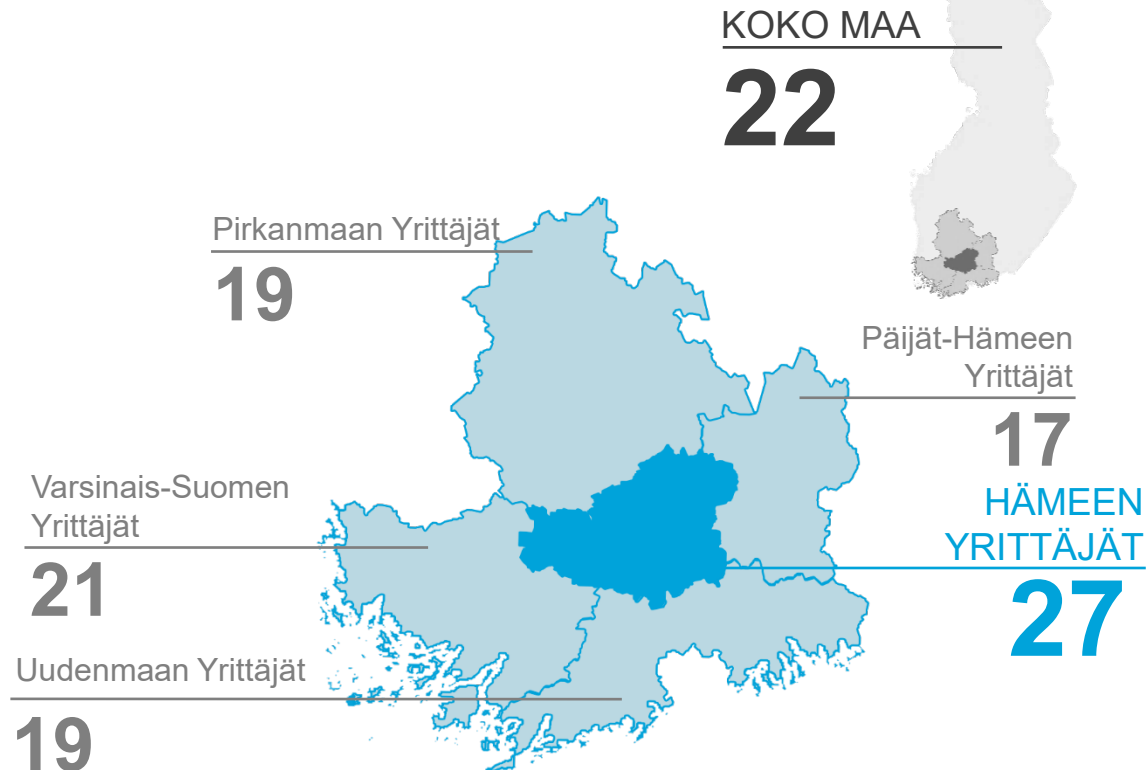 KOKO MAA
22
Pirkanmaan Yrittäjät
19
Päijät-Hämeen
Yrittäjät
17
Varsinais-Suomen
Yrittäjät
21
HÄMEEN
YRITTÄJÄT
27
Uudenmaan Yrittäjät
19